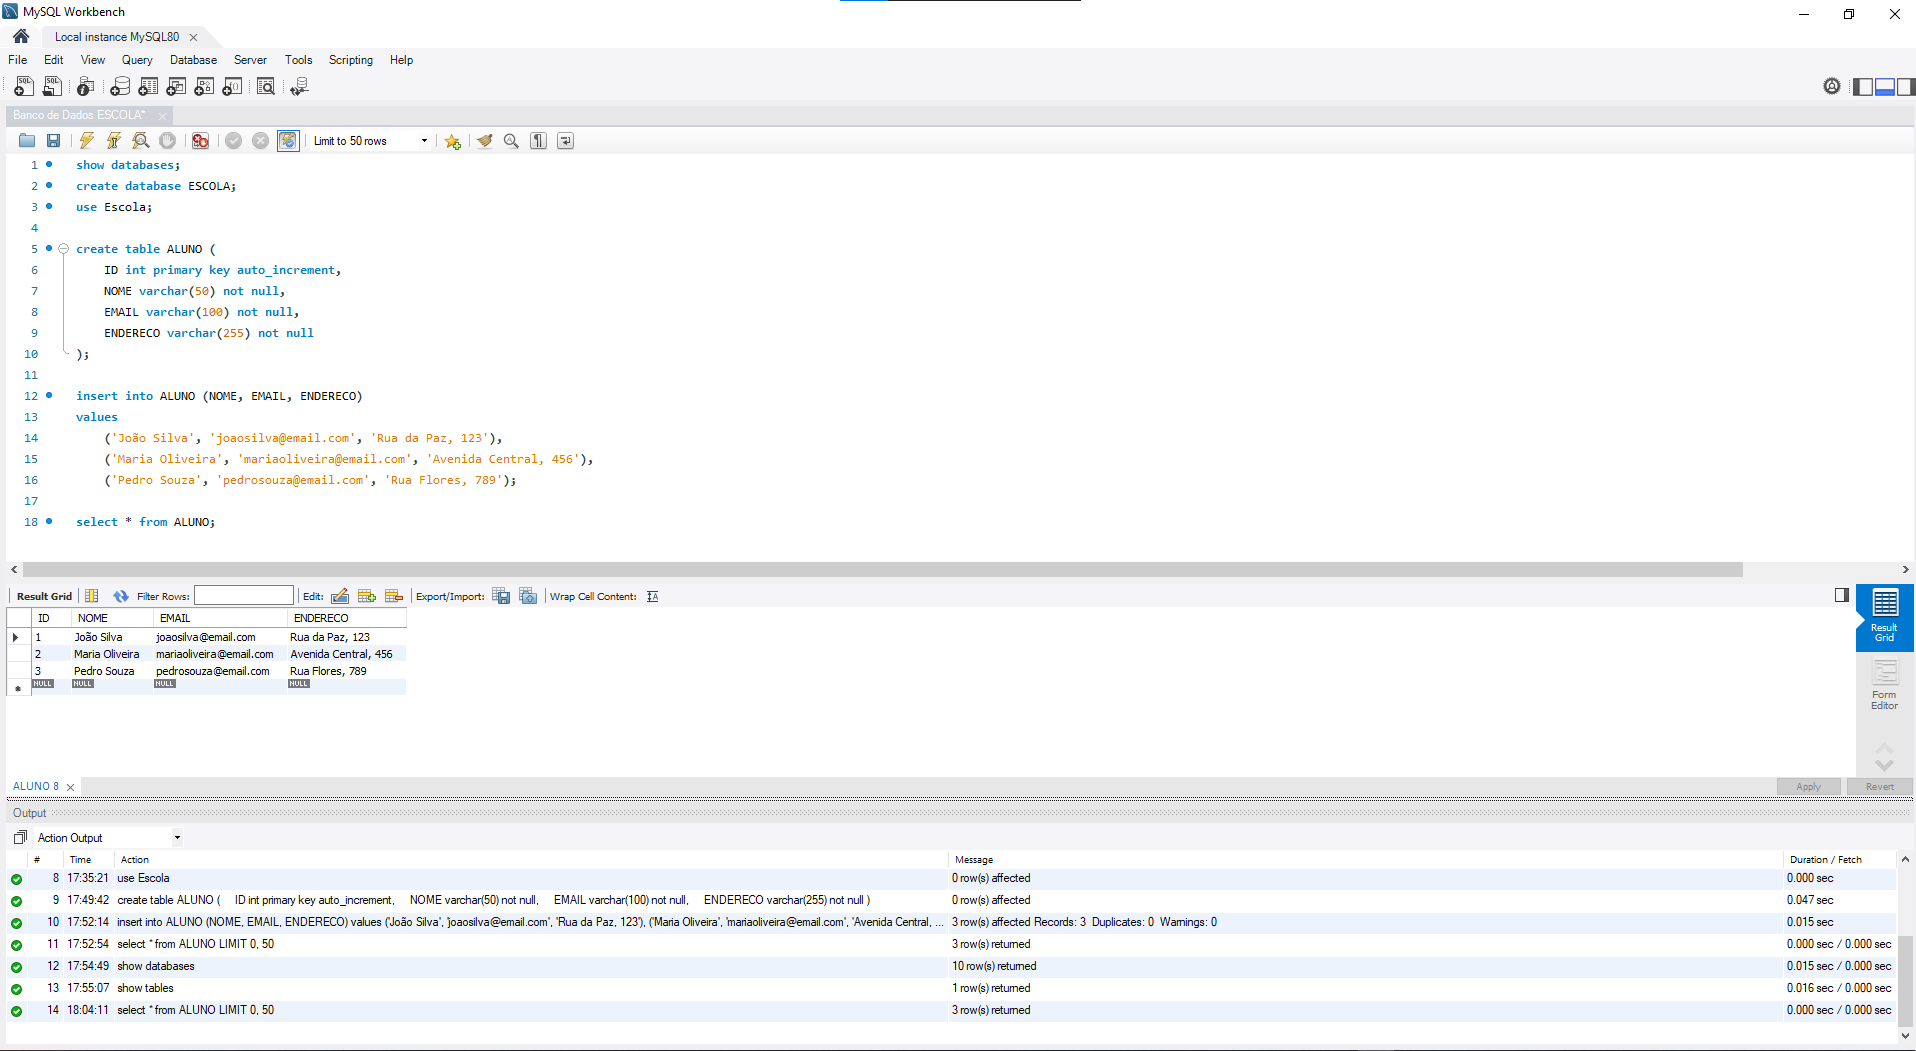 MySQL Workbench
Local instance MySQL80
File Edit View Query Database Server Tools Scripting Help
Banco de Dados ESCOLA*
Limit to 50 rows
1 show databases;
2 create database ESCOLA;
3 use Escola;
4
5 create table ALUNO (
6 ID int primary key auto_increment,
7 NOME varchar(50) not null,
8 EMAIL varchar(100) not null,
9 ENDERECO varchar(255) not null
10 );
11
12 insert into ALUNO (NOME, EMAIL, ENDERECO)
13 values
14 ('João Silva', 'joaosilva@email.com', 'Rua da Paz, 123'),
15 ('Maria Oliveira', 'mariaoliveira@email.com', 'Avenida Central, 456'),
16 ('Pedro Souza', 'pedrosouza@email.com', 'Rua Flores, 789');
17
18 select * from ALUNO;
Result Grid Filter Rows: Edit: Export/Import: Wrap Cell Content:
ID NOME EMAIL ENDERECO
1 João Silva joaosilva@email.com Rua da Paz, 123
2 Maria Oliveira mariaoliveira@email.com Avenida Central, 456
3 Pedro Souza pedrosouza@email.com Rua Flores, 789
NULL NULL NULL NULL
Result
Grid
Form
Editor
ALUNO 8
Apply Revert
Output
Action Output
# Time Action Message Duration / Fetch
8 17:35:21 use Escola 0 row(s) affected 0.000 sec
9 17:49:42 create table ALUNO ( ID int primary key auto_increment, NOME varchar(50) not null, EMAIL varchar(100) not null, ENDERECO varchar(255) not null ) 0 row(s) affected 0.047 sec
10 17:52:14 insert into ALUNO (NOME, EMAIL, ENDERECO) values ('João Silva', 'joaosilva@email.com', 'Rua da Paz, 123'), ('Maria Oliveira', 'mariaoliveira@email.com', 'Avenida Central, ... 3 row(s) affected Records: 3 Duplicates: 0 Warnings: 0 0.015 sec
11 17:52:54 select * from ALUNO LIMIT 0, 50 3 row(s) returned 0.000 sec / 0.000 sec
12 17:54:49 show databases 10 row(s) returned 0.015 sec / 0.000 sec
13 17:55:07 show tables 1 row(s) returned 0.016 sec / 0.000 sec
14 18:04:11 select * from ALUNO LIMIT 0, 50 3 row(s) returned 0.000 sec / 0.000 sec